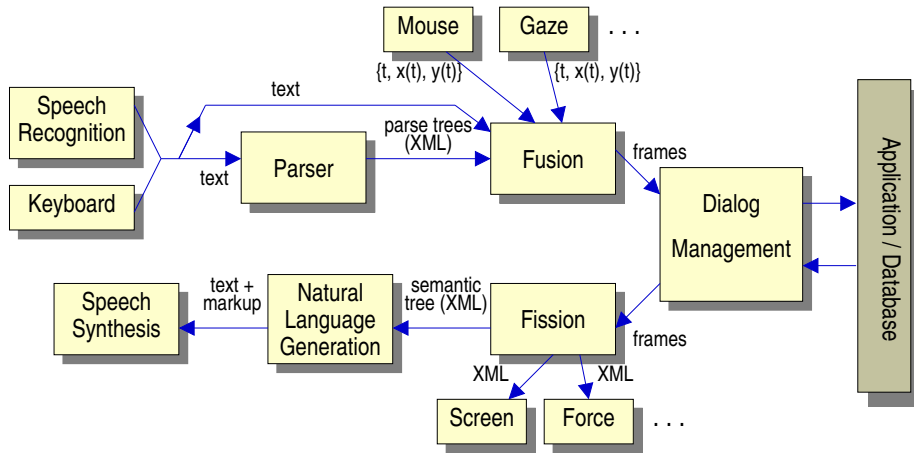 Mouse
Gaze
. . .
{t, x(t), y(t)}
{t, x(t), y(t)}
text
Speech
Recognition
parse trees
(XML)
Fusion
frames
Parser
text
Keyboard
Dialog
Management
Application / Database
text +
markup
semantic
tree (XML)
Speech
Synthesis
Natural
Language
Generation
Fission
frames
XML
XML
Screen
Force
. . .